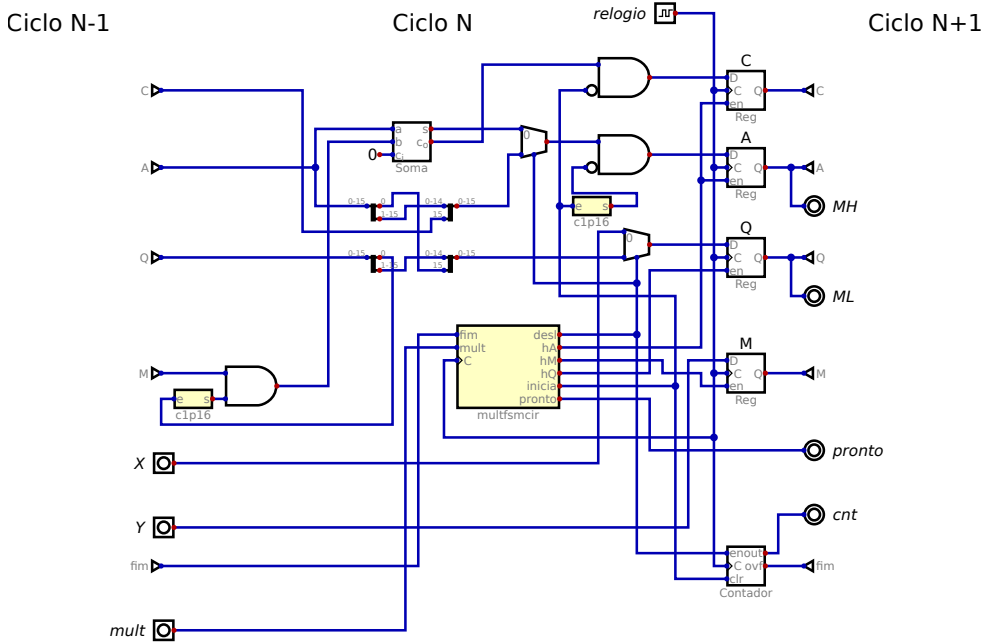 Ciclo N-1
Ciclo N
relogio
Ciclo N+1
C
D
C Q
en
Reg
C
C
a s
b c₀
cᵢ
0
Soma
0
A
D
C Q
en
Reg
A
A
MH
0-15
0
1-15
0-14
15
0-15
e s
c1p16
0
Q
D
C Q
en
Reg
Q
Q
ML
0-15
0
1-15
0-14
15
0-15
fim
mult
C
desl
hA
hM
hQ
inicia
pronto
multfsmcir
M
D
C Q
en
Reg
M
M
e s
c1p16
X
pronto
Y
cnt
fim
en out
C ovf
clr
Contador
fim
mult